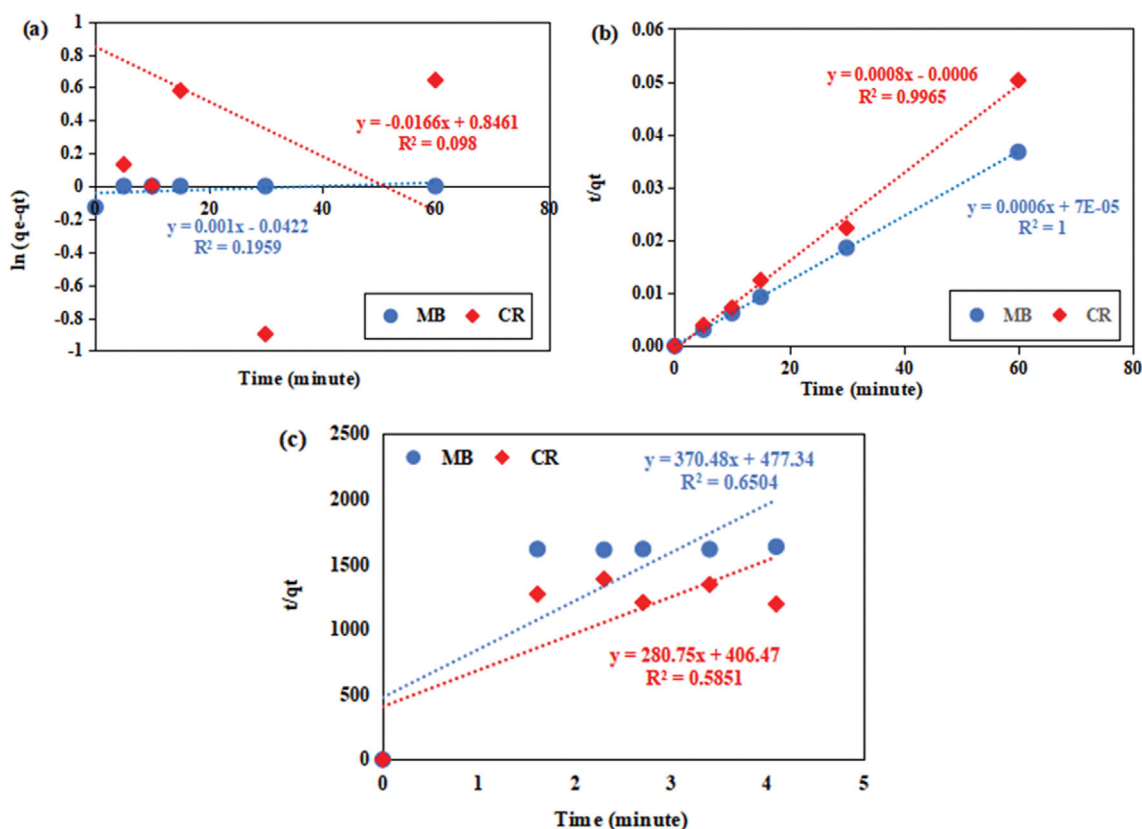 (a)
1
0.8
0.6
0.4
0.2
0
-0.2
-0.4
-0.6
-0.8
-1
0
20
40
60
80
ln (qe-qt)
Time (minute)
y = -0.0166x + 0.8461
R² = 0.098
y = 0.001x - 0.0422
R² = 0.1959
MB CR
(b)
0.06
0.05
0.04
0.03
0.02
0.01
0.00
0
20
40
60
80
t/qt
Time (minute)
y = 0.0008x - 0.0006
R² = 0.9965
y = 0.0006x + 7E-05
R² = 1
MB CR
(c)
2500
2000
1500
1000
500
0
0
1
2
3
4
5
t/qt
Time (minute)
MB CR
y = 370.48x + 477.34
R² = 0.6504
y = 280.75x + 406.47
R² = 0.5851